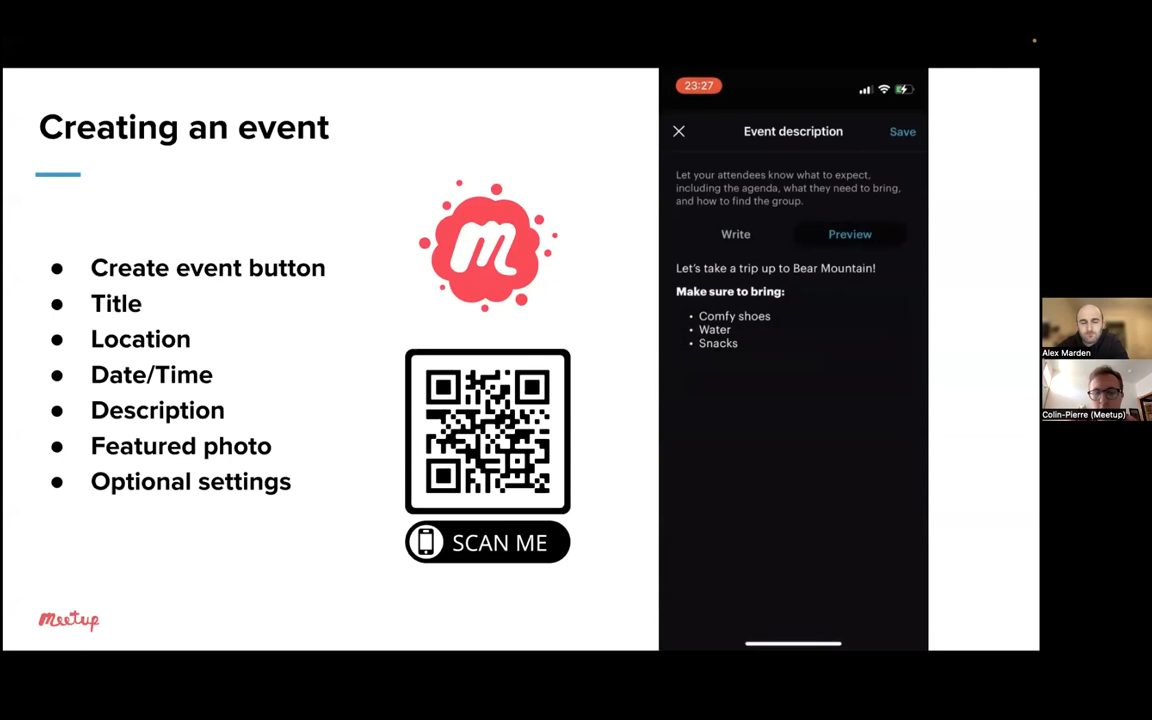 Creating an event
● Create event button
● Title
● Location
● Date/Time
● Description
● Featured photo
● Optional settings
m
SCAN ME
meetup
23:27
Event description
Save
Let your attendees know what to expect,
including the agenda, what they need to bring,
and how to find the group.
Write
Preview
Let's take a trip up to Bear Mountain!
Make sure to bring:
• Comfy shoes
• Water
• Snacks
Alex Marden
Colin-Pierre (Meetup)